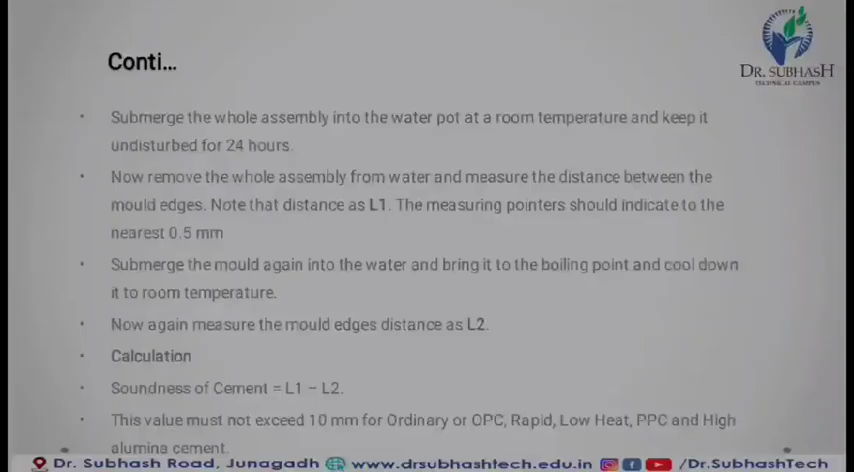 DR. SUBHASH
TECHNICAL CAMPUS
Conti...
• Submerge the whole assembly into the water pot at a room temperature and keep it
undisturbed for 24 hours.
• Now remove the whole assembly from water and measure the distance between the
mould edges. Note that distance as L1. The measuring pointers should indicate to the
nearest 0.5 mm
• Submerge the mould again into the water and bring it to the boiling point and cool down
it to room temperature.
• Now again measure the mould edges distance as L2.
• Calculation
• Soundness of Cement = L1 – L2.
• This value must not exceed 10 mm for Ordinary or OPC, Rapid, Low Heat, PPC and High
alumina cement.
Dr. Subhash Road, Junagadh www.drsubhashtech.edu.in /Dr.SubhashTech